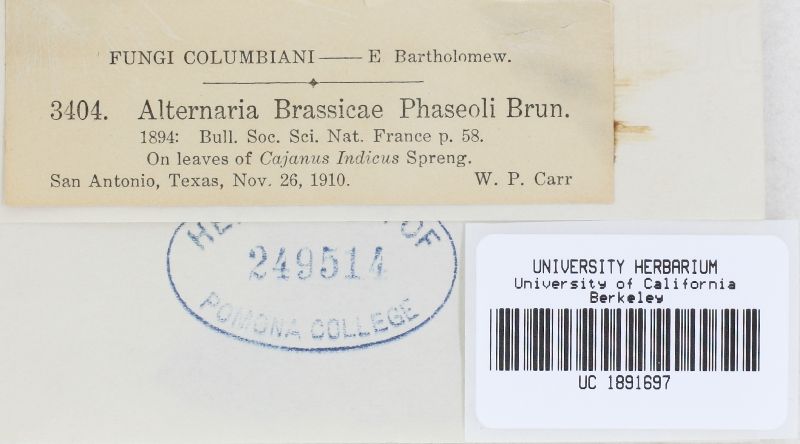 FUNGI COLUMBIANI—— E Bartholomew.
3404. Alternaria Brassicae Phaseoli Brun.
1894: Bull. Soc. Sci. Nat. France p. 58.
On leaves of Cajanus Indicus Spreng.
San Antonio, Texas, Nov. 26, 1910. W. P. Carr
OF
249514
POMONA COLLEGE
UNIVERSITY HERBARIUM
University of California
Berkeley
UC 1891697